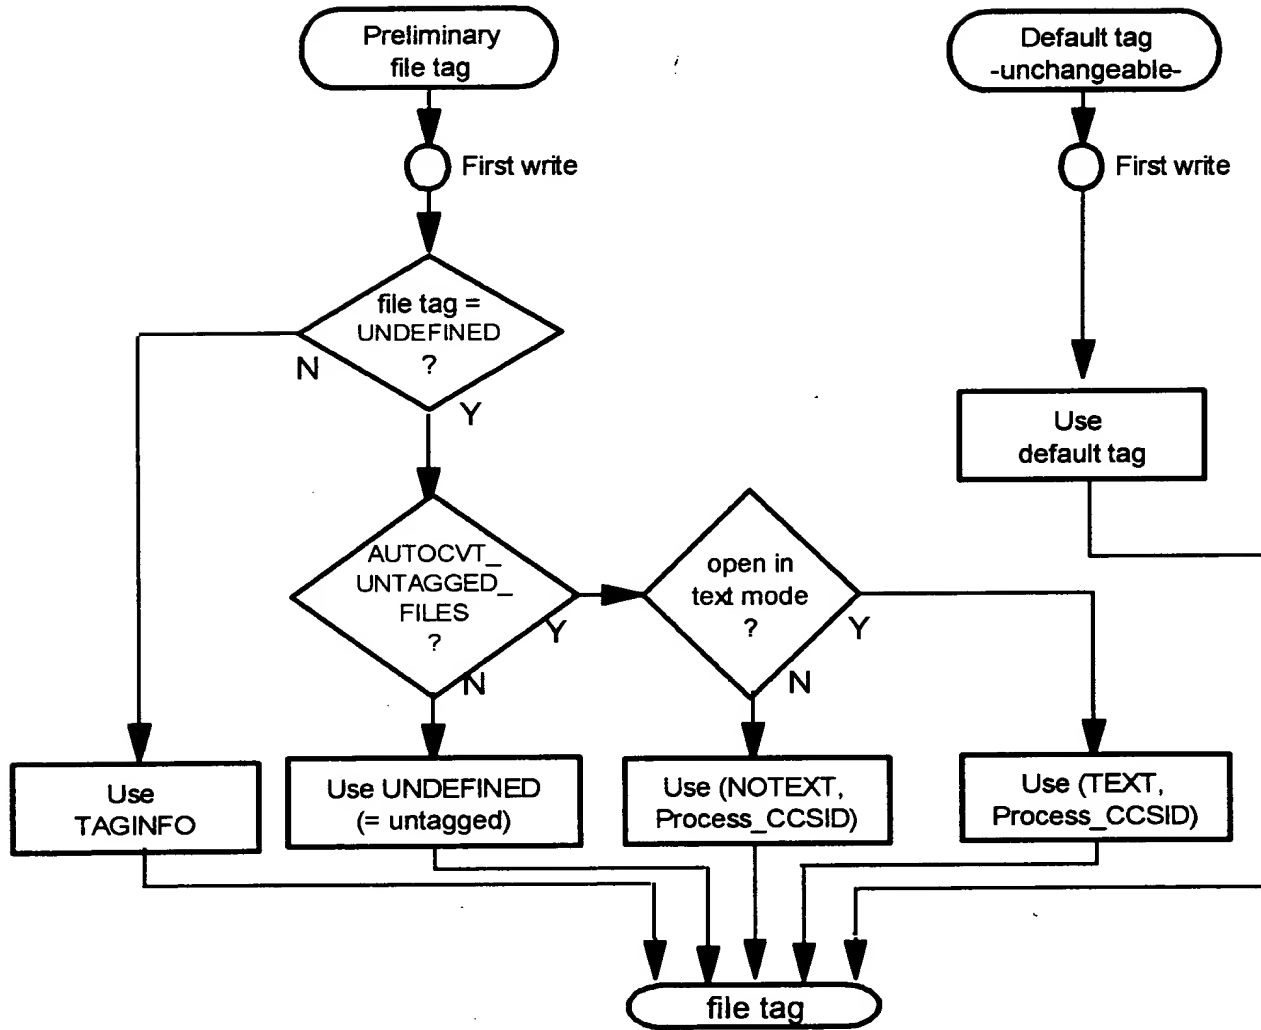 Preliminary
file tag
Default tag
-unchangeable-
First write
First write
file tag =
UNDEFINED
?
N
Y
Use
default tag
AUTOCVT_
UNTAGGED_
FILES
?
Y
N
open in
text mode
?
Y
N
Use
TAGINFO
Use UNDEFINED
(= untagged)
Use (NOTEXT,
Process_CCSID)
Use (TEXT,
Process_CCSID)
file tag